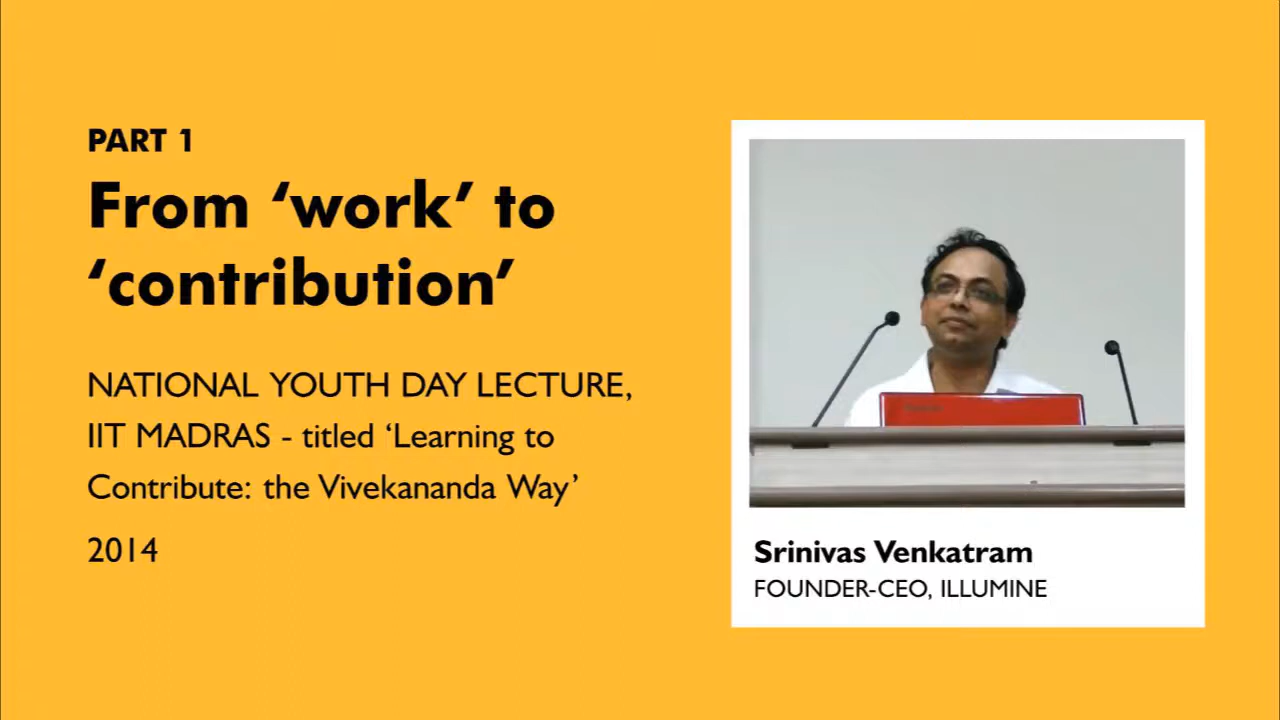 PART 1
From ‘work’ to
‘contribution’
NATIONAL YOUTH DAY LECTURE,
IIT MADRAS - titled ‘Learning to
Contribute: the Vivekananda Way’
2014
Srinivas Venkatram
FOUNDER-CEO, ILLUMINE